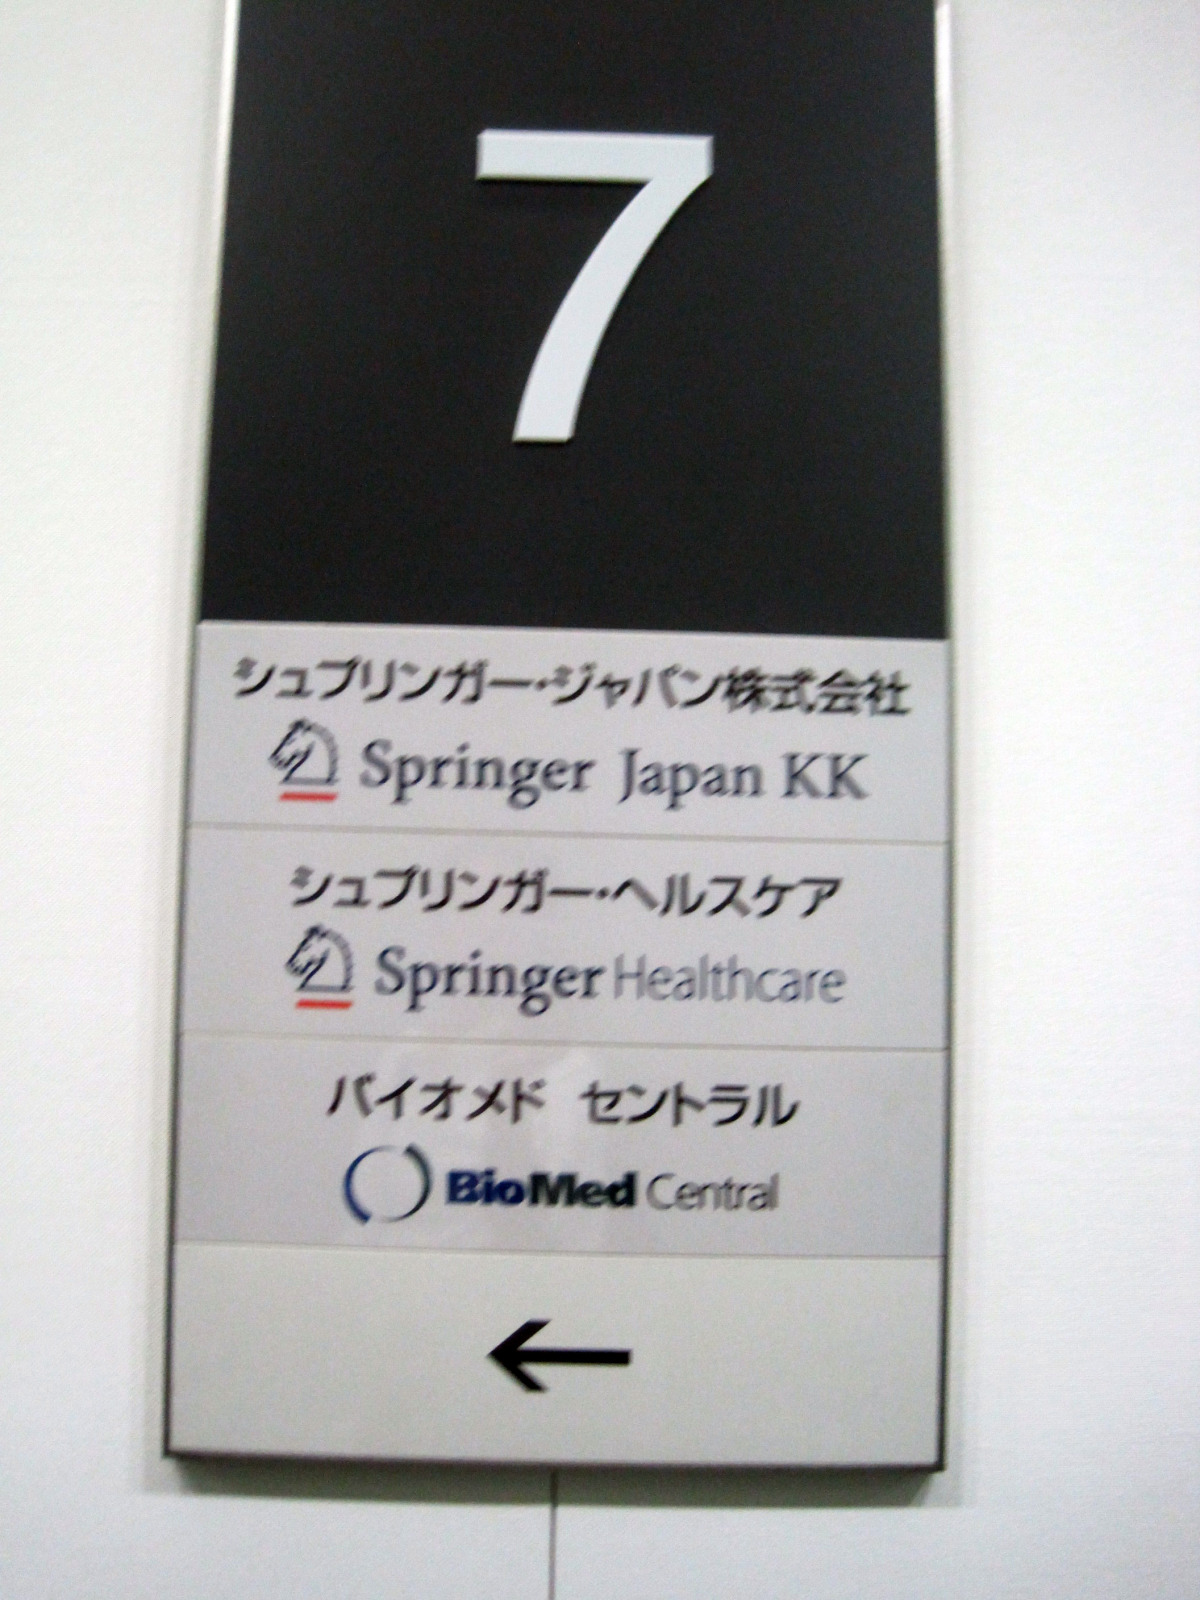 7
シュプリンガー・ジャパン株式会社
Springer Japan KK
シュプリンガー・ヘルスケア
Springer Healthcare
バイオメド セントラル
BioMed Central